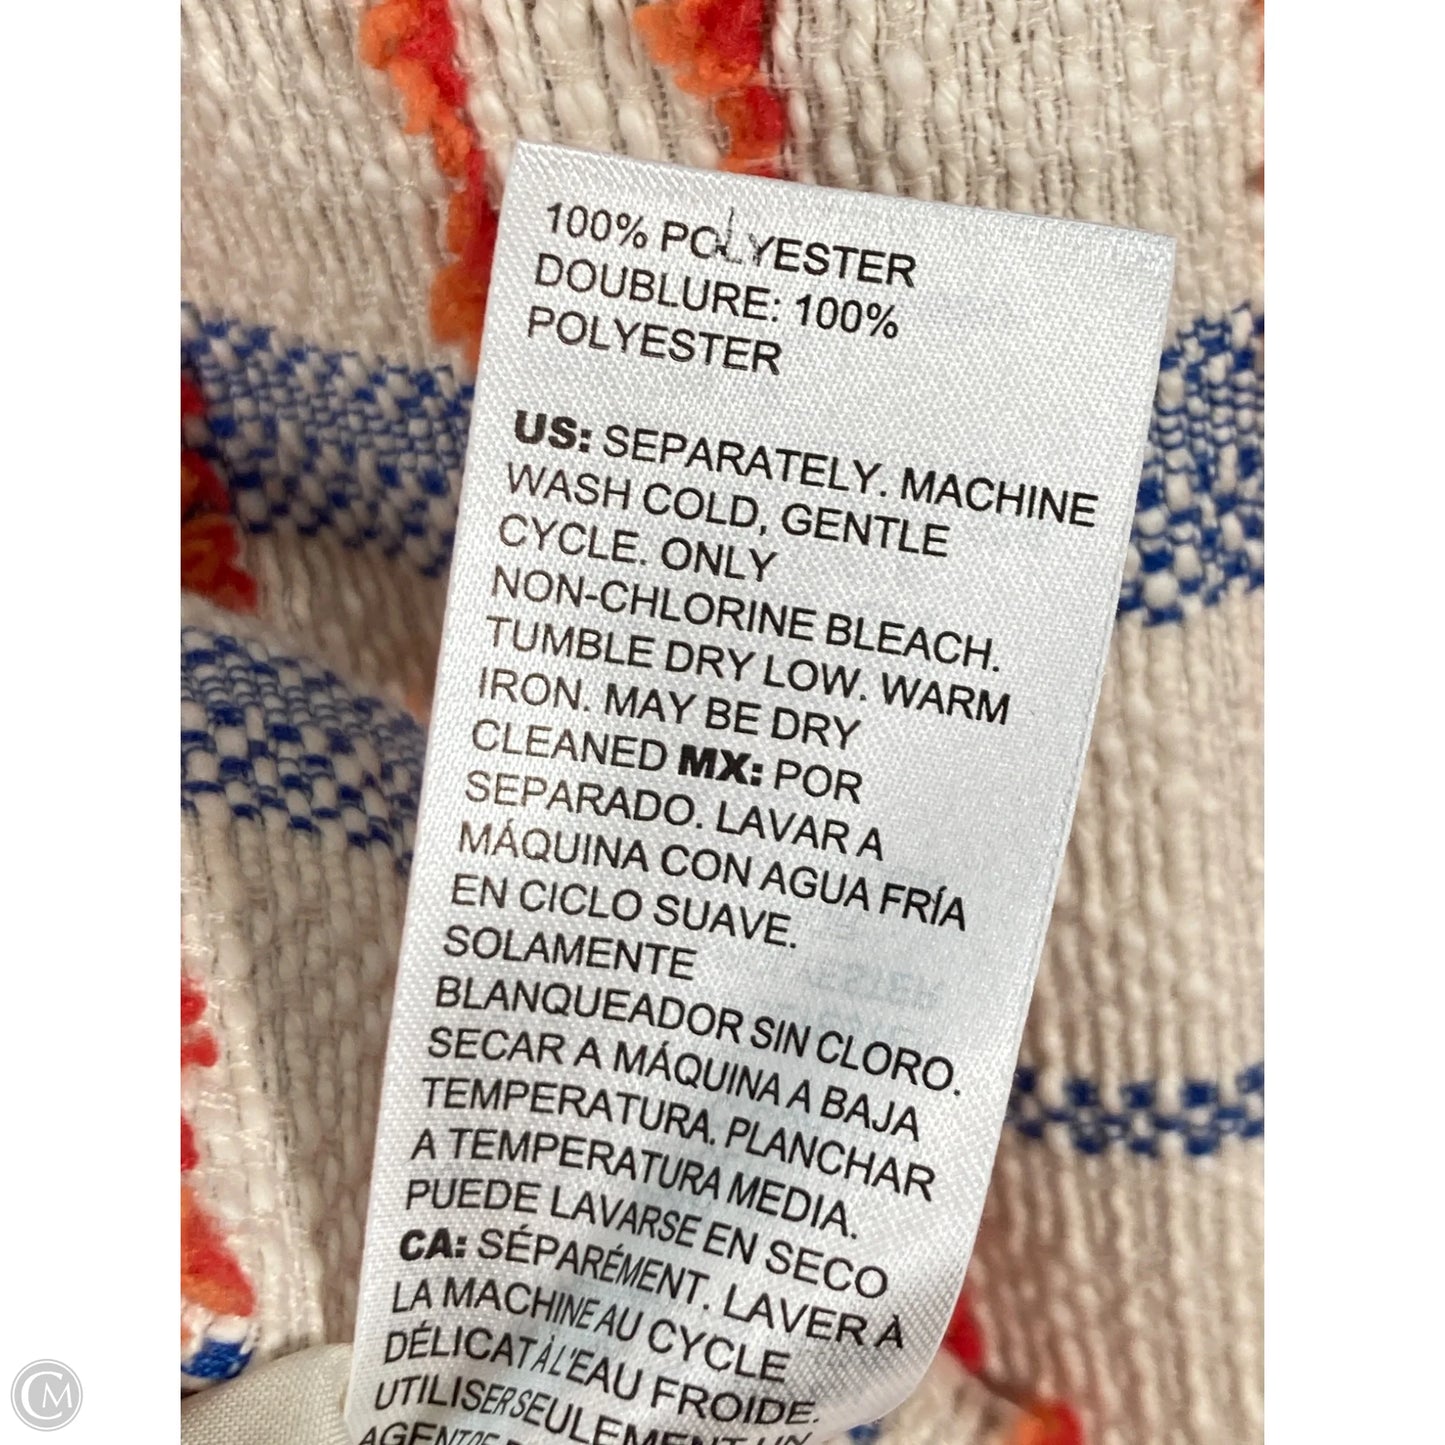 100% POLYESTER
DOUBLURE: 100%
POLYESTER
US: SEPARATELY. MACHINE
WASH COLD, GENTLE
CYCLE. ONLY
NON-CHLORINE BLEACH.
TUMBLE DRY LOW. WARM
IRON. MAY BE DRY
CLEANED MX: POR
SEPARADO. LAVAR A
MÁQUINA CON AGUA FRÍA
EN CICLO SUAVE.
SOLAMENTE
BLANQUEADOR SIN CLORO.
SECAR A MÁQUINA A BAJA
TEMPERATURA. PLANCHAR
A TEMPERATURA MEDIA.
PUEDE LAVARSE EN SECO
CA: SÉPARÉMENT. LAVER À
LA MACHINE AU CYCLE
DÉLICAT À L'EAU FROIDE.
UTILISER SEULEMENT UN
CM